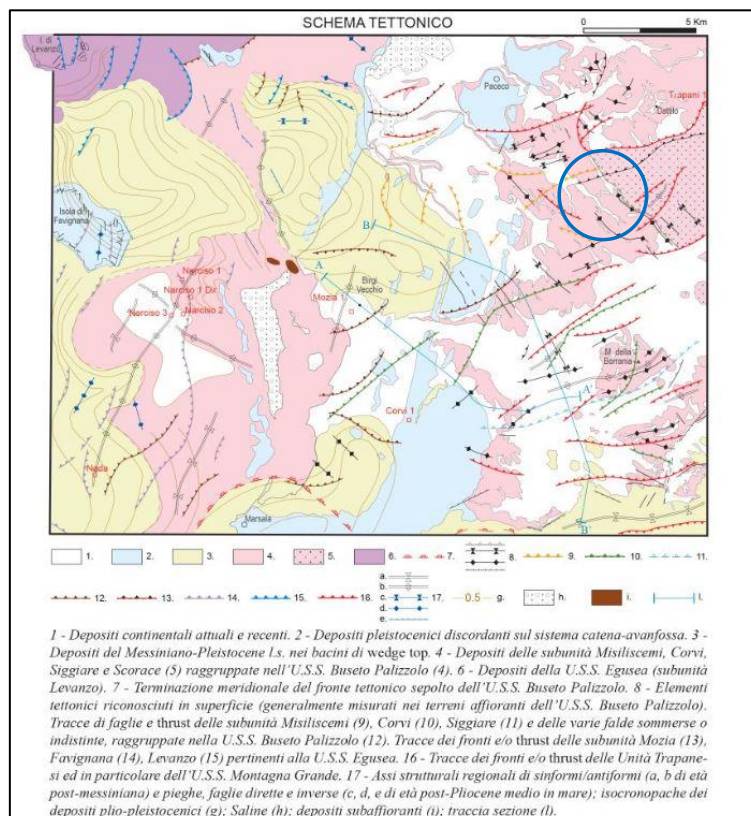 SCHEMA TETTONICO
0 5 Km
I. di
Levanzo
Paceco
Trapani 1
Dattilo
Isola di
Favignana
B
A
Birgi
Vecchio
Mozia 1
Narciso 1
Narciso 1 Dir
Narciso 2
Narciso 3
M. della
Borrania
A'
Corvi 1
Nada
Marsala
B'
1. 2. 3. 4. 5. 6. 7. 8. 9. 10. 11.
12. 13. 14. 15. 16. a. b. c. d. e. 17. 0.5 g. h. i. l.
1 - Depositi continentali attuali e recenti. 2 - Depositi pleistocenici discordanti sul sistema catena-avanfossa. 3 -
Depositi del Messiniano-Pleistocene l.s. nei bacini di wedge top. 4 - Depositi delle subunità Misiliscemi, Corvi,
Siggiare e Scorace (5) raggruppate nell'U.S.S. Buseto Palizzolo (4). 6 - Depositi della U.S.S. Egusea (subunità
Levanzo). 7 - Terminazione meridionale del fronte tettonico sepolto dell'U.S.S. Buseto Palizzolo. 8 - Elementi
tettonici riconosciuti in superficie (generalmente misurati nei terreni affioranti dell'U.S.S. Buseto Palizzolo).
Tracce di faglie e thrust delle subunità Misiliscemi (9), Corvi (10), Siggiare (11) e delle varie falde sommerse o
indistinte, raggruppate nella U.S.S. Buseto Palizzolo (12). Tracce dei fronti e/o thrust delle subunità Mozia (13),
Favignana (14), Levanzo (15) pertinenti alla U.S.S. Egusea. 16 - Tracce dei fronti e/o thrust delle Unità Trapane-
si ed in particolare dell'U.S.S. Montagna Grande. 17 - Assi strutturali regionali di sinformi/antiformi (a, b di età
post-messiniana) e pieghe, faglie dirette e inverse (c, d, e di età post-Pliocene medio in mare); isocronopache dei
depositi plio-pleistocenici (g); Saline (h); depositi subaffioranti (i); traccia sezione (l).